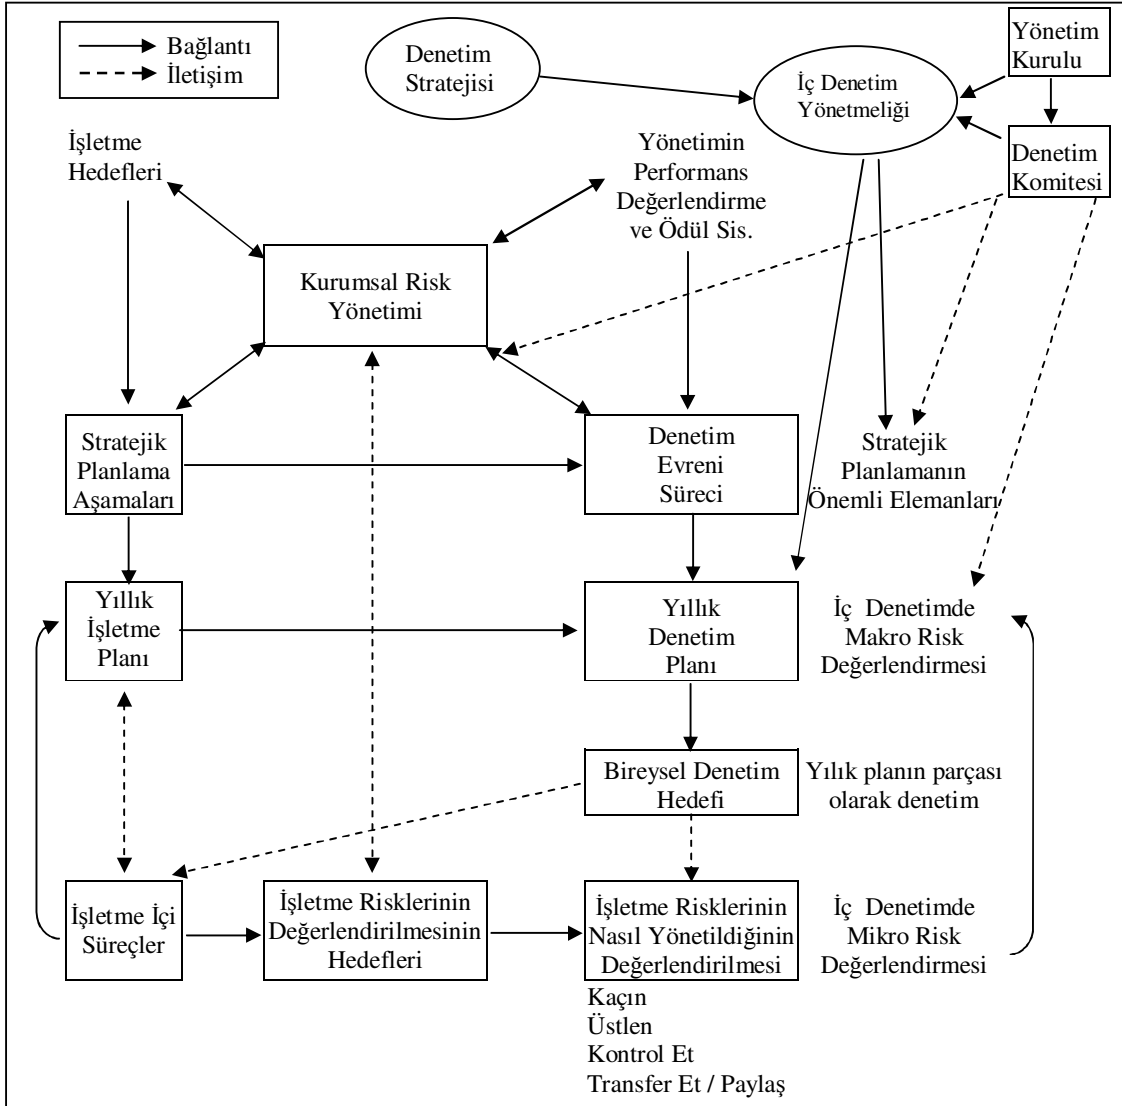 Bağlantı
İletişim
Denetim
Stratejisi
İç Denetim
Yönetmeliği
Yönetim
Kurulu
Denetim
Komitesi
İşletme
Hedefleri
Yönetimin
Performans
Değerlendirme
ve Ödül Sis.
Kurumsal Risk
Yönetimi
Stratejik
Planlama
Aşamaları
Denetim
Evreni
Süreci
Stratejik
Planlamanın
Önemli Elemanları
Yıllık
İşletme
Planı
Yıllık
Denetim
Planı
İç Denetimde
Makro Risk
Değerlendirmesi
Bireysel Denetim
Hedefi
Yılık planın parçası
olarak denetim
İşletme İçi
Süreçler
İşletme Risklerinin
Değerlendirilmesinin
Hedefleri
İşletme Risklerinin
Nasıl Yönetildiğinin
Değerlendirilmesi
İç Denetimde
Mikro Risk
Değerlendirmesi
Kaçın
Üstlen
Kontrol Et
Transfer Et / Paylaş